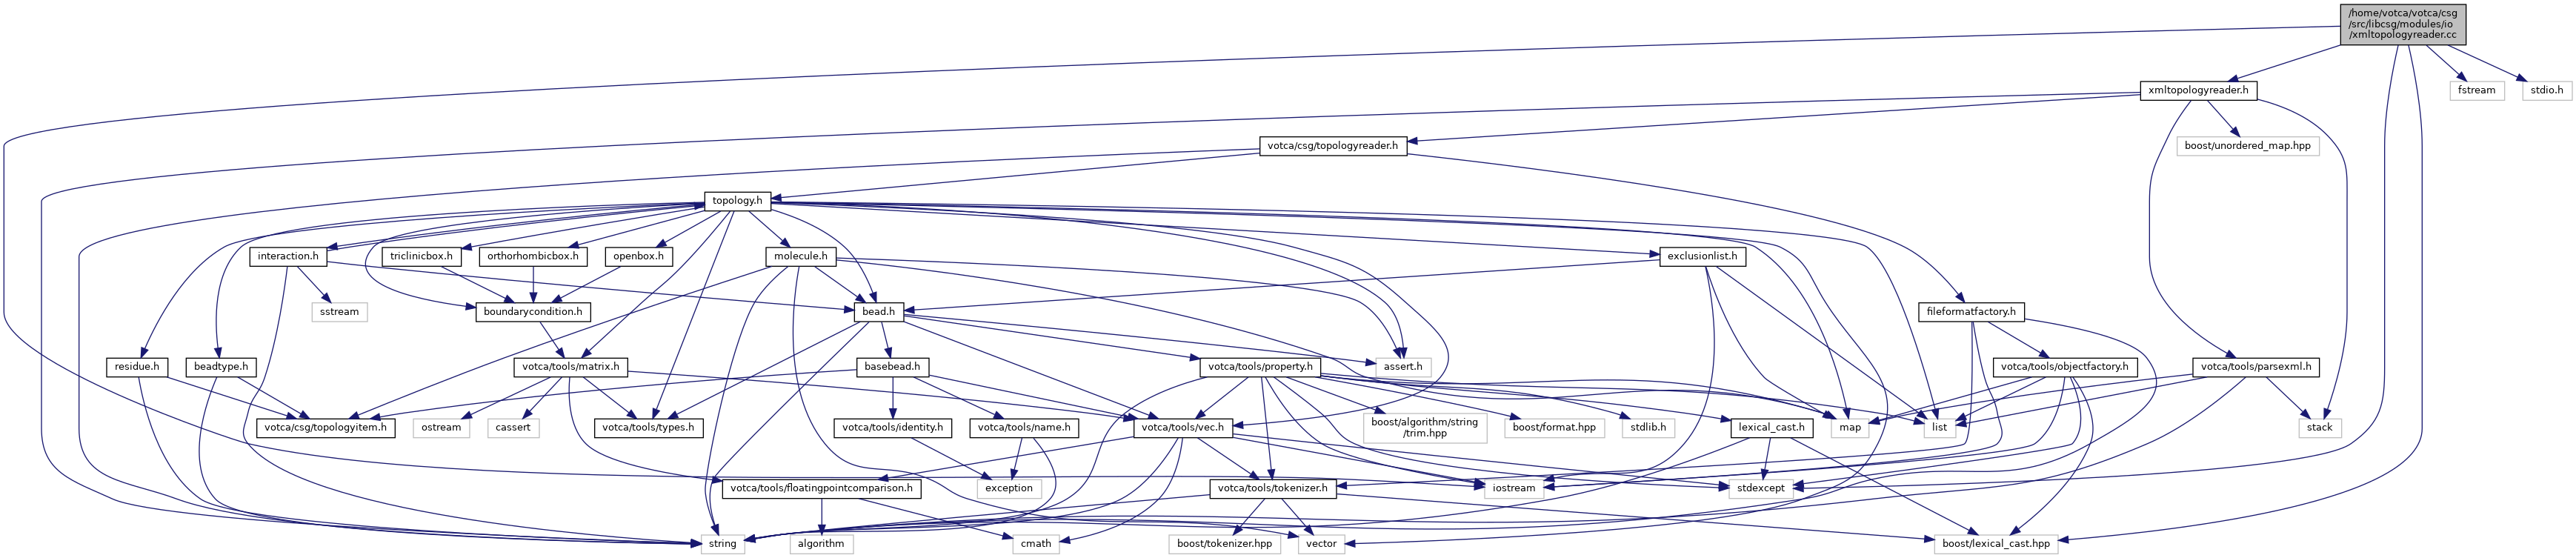 /home/votca/votca/csg
/src/libcsg/modules/io
/xmltopologyreader.cc
xmltopologyreader.h
fstream
stdio.h
votca/csg/topologyreader.h
boost/unordered_map.hpp
topology.h
interaction.h
triclinicbox.h
orthorhombicbox.h
openbox.h
molecule.h
exclusionlist.h
sstream
boundarycondition.h
bead.h
fileformatfactory.h
residue.h
beadtype.h
votca/tools/matrix.h
basebead.h
votca/tools/property.h
assert.h
votca/tools/objectfactory.h
votca/tools/parsexml.h
votca/csg/topologyitem.h
ostream
cassert
votca/tools/types.h
votca/tools/identity.h
votca/tools/name.h
votca/tools/vec.h
boost/algorithm/string
/trim.hpp
boost/format.hpp
stdlib.h
lexical_cast.h
map
list
stack
votca/tools/floatingpointcomparison.h
exception
votca/tools/tokenizer.h
iostream
stdexcept
string
algorithm
cmath
boost/tokenizer.hpp
vector
boost/lexical_cast.hpp